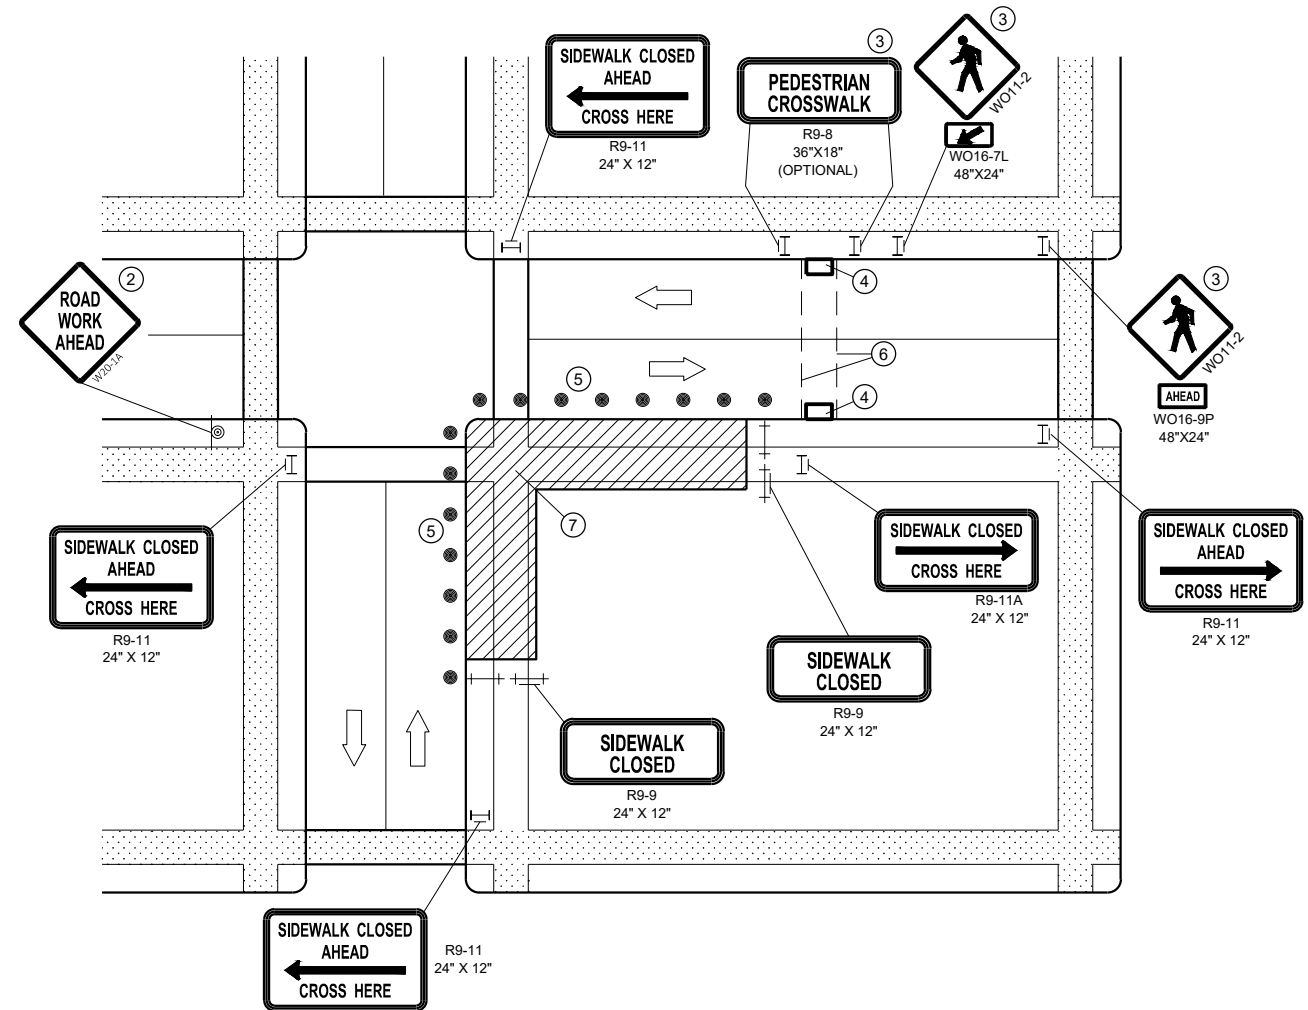 SIDEWALK CLOSED
AHEAD
CROSS HERE
R9-11
24" X 12"
3
PEDESTRIAN
CROSSWALK
R9-8
36"X18"
(OPTIONAL)
3
WO11-2
WO16-7L
48"X24"
2
ROAD
WORK
AHEAD
W20-1A
4
3
WO11-2
AHEAD
WO16-9P
48"X24"
6
5
4
5
7
SIDEWALK CLOSED
AHEAD
CROSS HERE
R9-11
24" X 12"
SIDEWALK CLOSED
CROSS HERE
R9-11A
24" X 12"
SIDEWALK CLOSED
AHEAD
CROSS HERE
R9-11
24" X 12"
SIDEWALK
CLOSED
R9-9
24" X 12"
SIDEWALK
CLOSED
R9-9
24" X 12"
SIDEWALK CLOSED
AHEAD
CROSS HERE
R9-11
24" X 12"